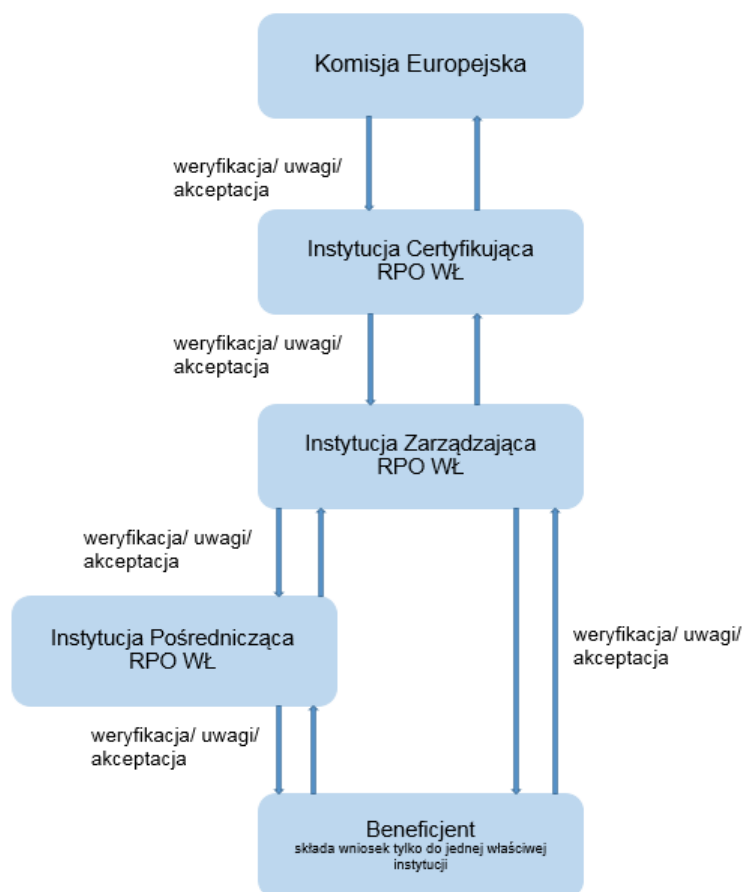 Komisja Europejska
weryfikacja/ uwagi/
akceptacja
Instytucja Certyfikująca
RPO WŁ
weryfikacja/ uwagi/
akceptacja
Instytucja Zarządzająca
RPO WŁ
weryfikacja/ uwagi/
akceptacja
Instytucja Pośrednicząca
RPO WŁ
weryfikacja/ uwagi/
akceptacja
weryfikacja/ uwagi/
akceptacja
Beneficjent
składa wniosek tylko do jednej właściwej
instytucji